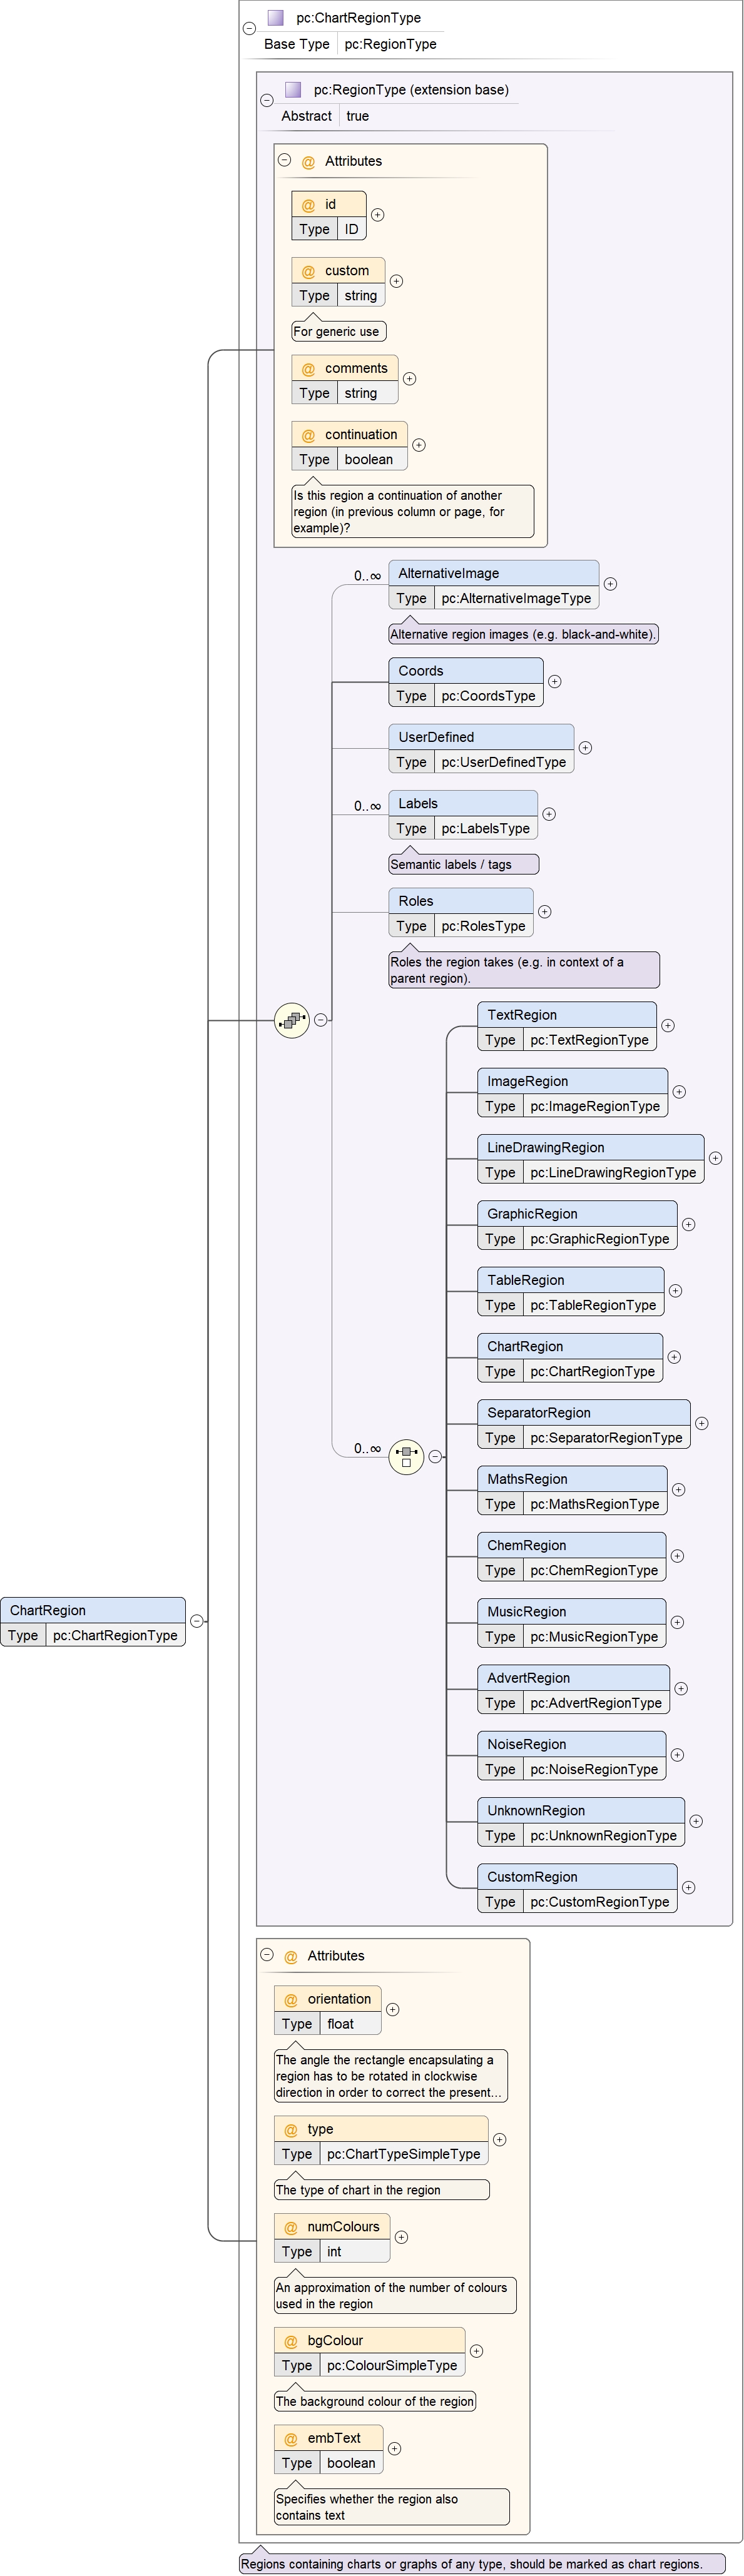 pc:ChartRegionType
Base Type pc:RegionType
pc:RegionType (extension base)
Abstract true
@ Attributes
@ id
Type ID
@ custom
Type string
For generic use
@ comments
Type string
@ continuation
Type boolean
Is this region a continuation of another
region (in previous column or page, for
example)?
0..∞
AlternativeImage
Type pc:AlternativeImageType
Alternative region images (e.g. black-and-white).
Coords
Type pc:CoordsType
UserDefined
Type pc:UserDefinedType
0..∞
Labels
Type pc:LabelsType
Semantic labels / tags
Roles
Type pc:RolesType
Roles the region takes (e.g. in context of a
parent region).
TextRegion
Type pc:TextRegionType
ImageRegion
Type pc:ImageRegionType
LineDrawingRegion
Type pc:LineDrawingRegionType
GraphicRegion
Type pc:GraphicRegionType
TableRegion
Type pc:TableRegionType
ChartRegion
Type pc:ChartRegionType
SeparatorRegion
Type pc:SeparatorRegionType
0..∞
MathsRegion
Type pc:MathsRegionType
ChemRegion
Type pc:ChemRegionType
ChartRegion
Type pc:ChartRegionType
MusicRegion
Type pc:MusicRegionType
AdvertRegion
Type pc:AdvertRegionType
NoiseRegion
Type pc:NoiseRegionType
UnknownRegion
Type pc:UnknownRegionType
CustomRegion
Type pc:CustomRegionType
@ Attributes
@ orientation
Type float
The angle the rectangle encapsulating a
region has to be rotated in clockwise
direction in order to correct the present...
@ type
Type pc:ChartTypeSimpleType
The type of chart in the region
@ numColours
Type int
An approximation of the number of colours
used in the region
@ bgColour
Type pc:ColourSimpleType
The background colour of the region
@ embText
Type boolean
Specifies whether the region also
contains text
Regions containing charts or graphs of any type, should be marked as chart regions.